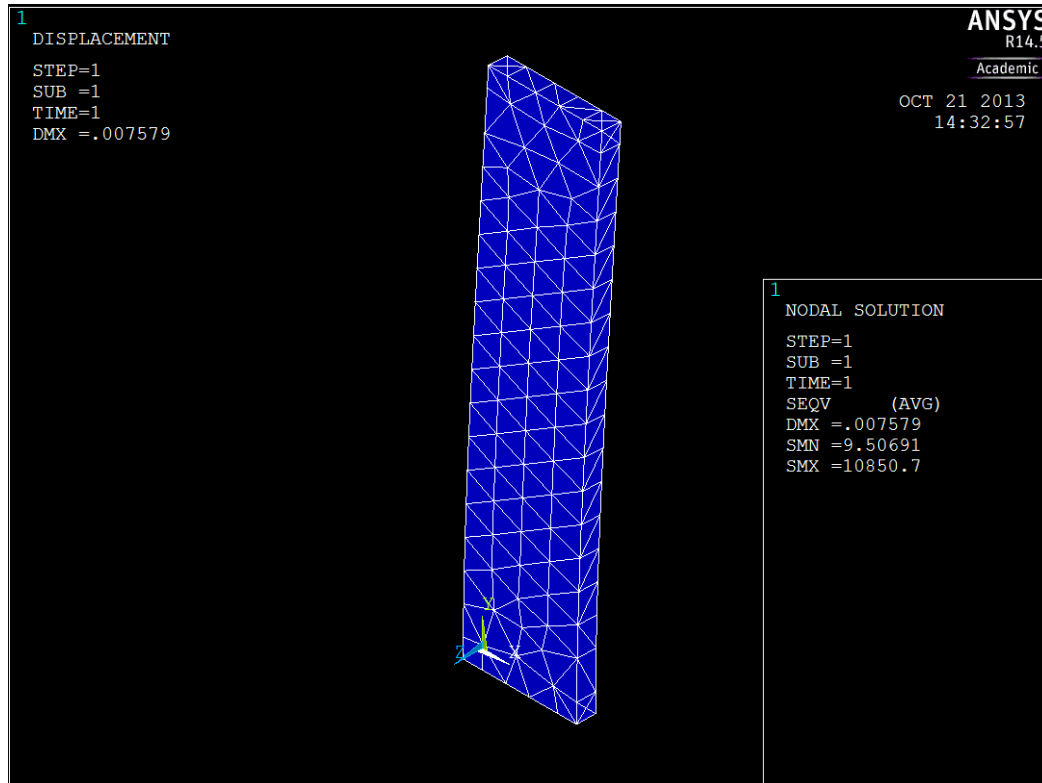 1
DISPLACEMENT
STEP=1
SUB =1
TIME=1
DMX =.007579
ANSYS
R14.5
Academic
OCT 21 2013
14:32:57
Y
Z
X
1
NODAL SOLUTION
STEP=1
SUB =1
TIME=1
SEQV (AVG)
DMX =.007579
SMN =9.50691
SMX =10850.7